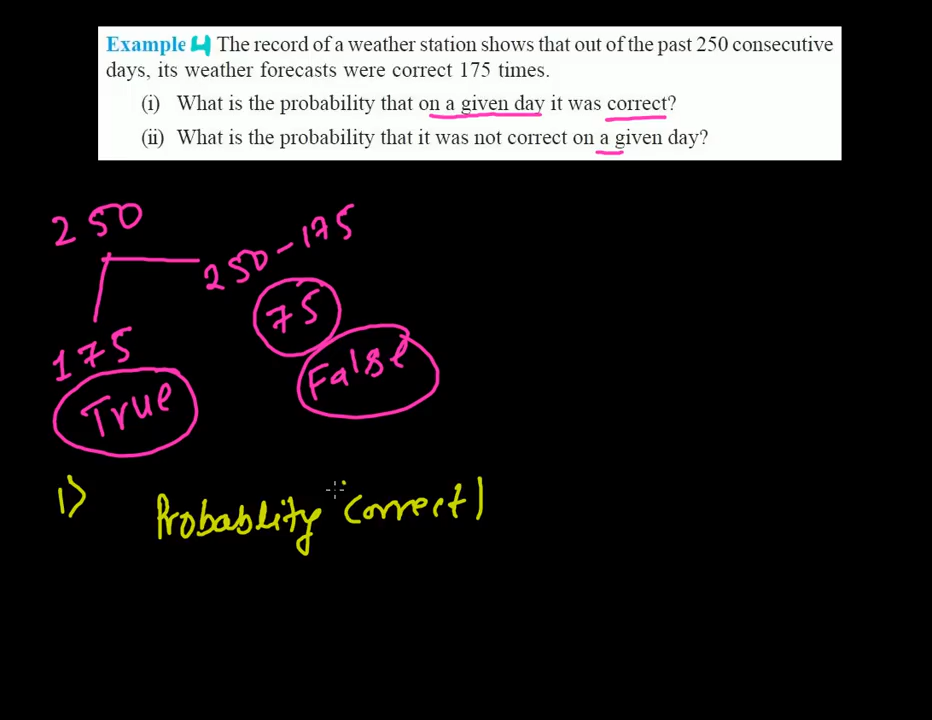 Example 4 The record of a weather station shows that out of the past 250 consecutive
days, its weather forecasts were correct 175 times.
(i) What is the probability that on a given day it was correct?
(ii) What is the probability that it was not correct on a given day?
250
250-175
75
175
False
True
1) Probablity correct)